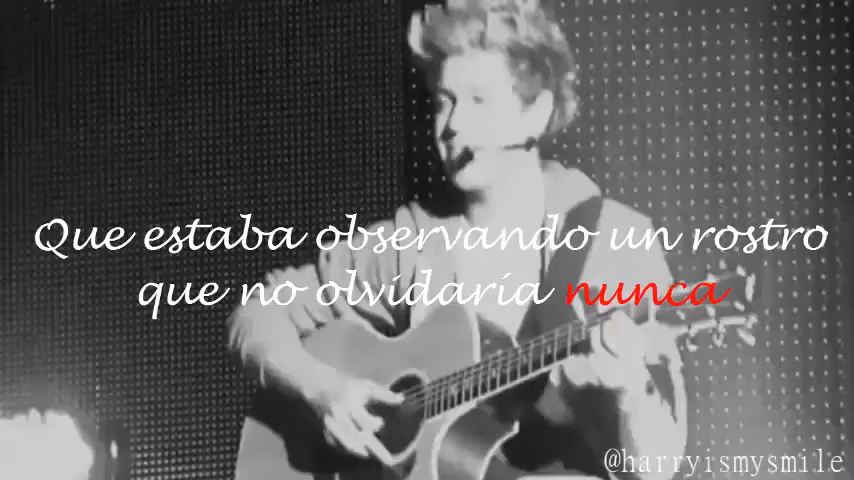 Que estaba observando un rostro
que no olvidaría nunca
@harryismysmile